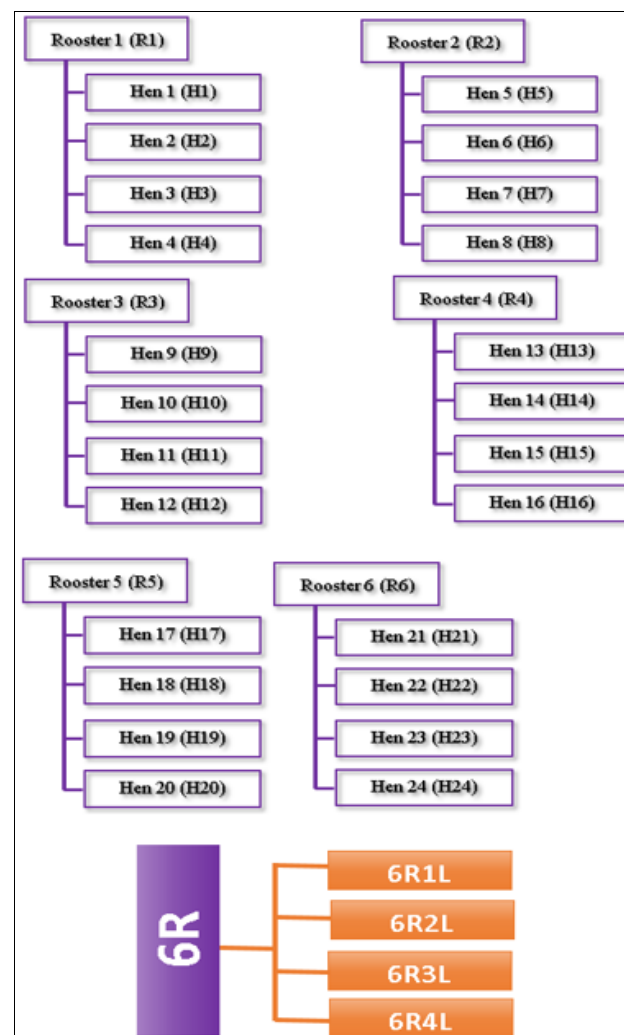 Rooster 1 (R1)
Hen 1 (H1)
Hen 2 (H2)
Hen 3 (H3)
Hen 4 (H4)
Rooster 2 (R2)
Hen 5 (H5)
Hen 6 (H6)
Hen 7 (H7)
Hen 8 (H8)
Rooster 3 (R3)
Hen 9 (H9)
Hen 10 (H10)
Hen 11 (H11)
Hen 12 (H12)
Rooster 4 (R4)
Hen 13 (H13)
Hen 14 (H14)
Hen 15 (H15)
Hen 16 (H16)
Rooster 5 (R5)
Hen 17 (H17)
Hen 18 (H18)
Hen 19 (H19)
Hen 20 (H20)
Rooster 6 (R6)
Hen 21 (H21)
Hen 22 (H22)
Hen 23 (H23)
Hen 24 (H24)
6R
6R1L
6R2L
6R3L
6R4L